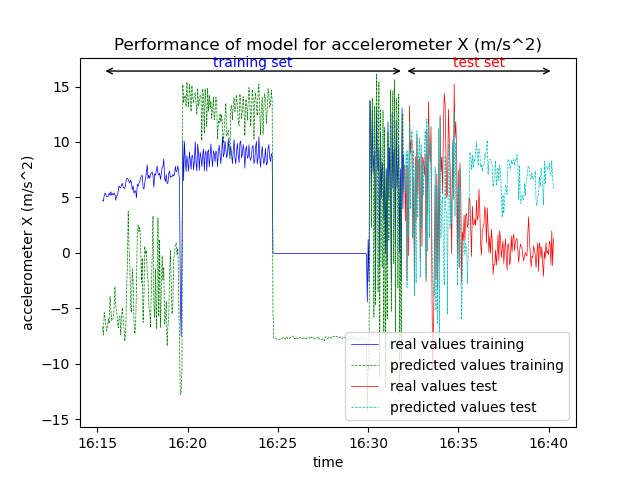 Performance of model for accelerometer X (m/s^2)
training set
test set
accelerometer X (m/s^2)
15
10
5
0
−5
−10
−15
real values training
predicted values training
real values test
predicted values test
16:15 16:20 16:25 16:30 16:35 16:40
time